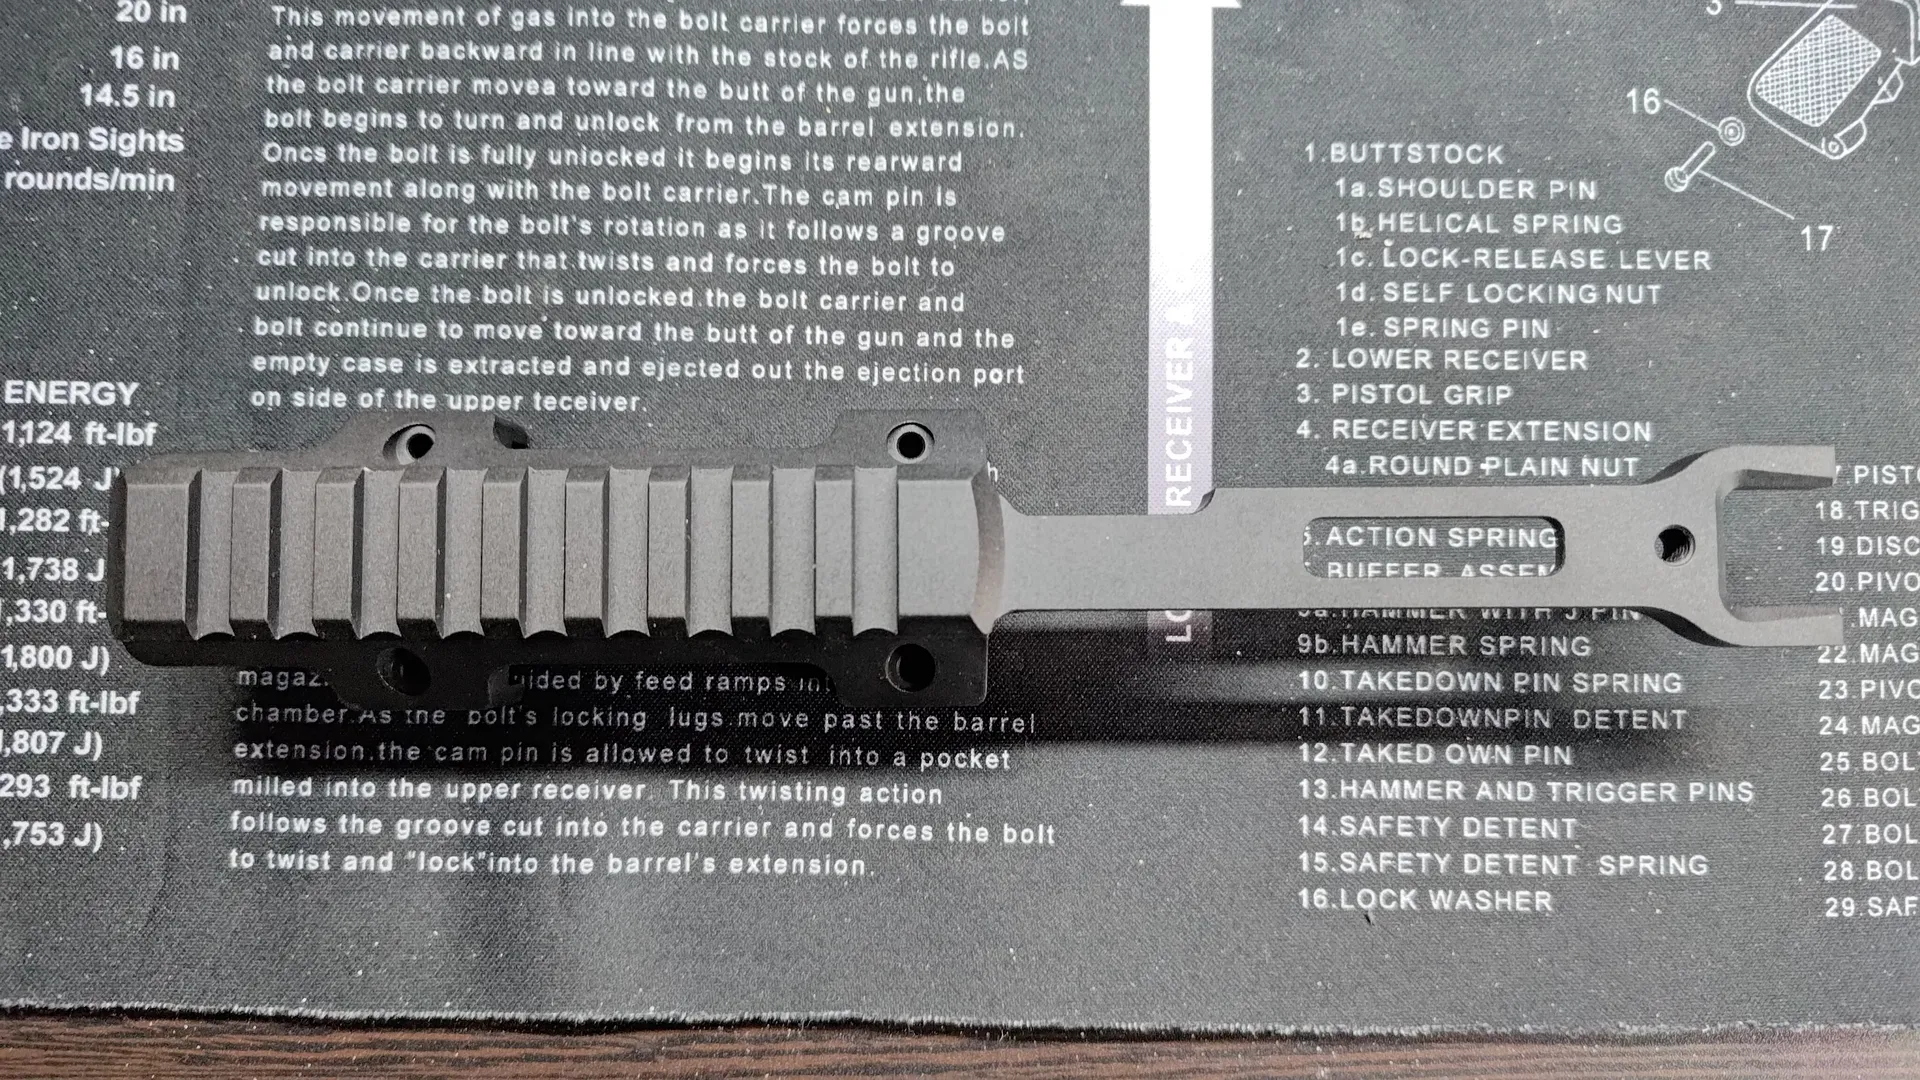 20 in
16 in
14.5 in
e Iron Sights
rounds/min
ENERGY
1,124 ft-lbf
(1,524 J
1,282 ft-
1,738 J
,330 ft-
1,800 J)
,333 ft-lbf
,807 J)
293 ft-lbf
,753 J)
This movement of gas into the bolt carrier forces the bolt
and carrier backward in line with the stock of the rifle.AS
the bolt carrier movea toward the butt of the gun,the
bolt begins to turn and unlock from the barrel extension.
Oncs the bolt is fully uniocked it begins its rearward
movement along with the bolt carrier.The cam pin is
responsible for the bolt's rotation as it follows a groove
cut into the carrier that twists and forces the bolt to
unlock.Once the bolt is unlocked the bolt carrier and
bolt continue to move toward the butt of the gun and the
empty case is extracted and ejected out the ejection port
on side of the upper teceiver.
h
magaz
ided by feed ramps in
chamber.As the bolt's locking lugs move past the barrel
extension.the cam pin is allowed to twist into a pocket
milled into the upper receiver. This twisting action
follows the groove cut into the carrier and forces the bolt
to twist and "lock"into the barrel's extension.
LO
RECEIVER &
3
16
17
1.BUTTSTOCK
1a.SHOULDER PIN
1b.HELICAL SPRING
1c. LOCK-RELEASE LEVER
1d. SELF LOCKING NUT
1e. SPRING PIN
2. LOWER RECEIVER
3. PISTOL GRIP
4. RECEIVER EXTENSION
4a.ROUND PLAIN NUT
.ACTION SPRING
BUFFER ASSEM
9a.HAMMER WITH J PIN
9b.HAMMER SPRING
10.TAKEDOWN PIN SPRING
11.TAKEDOWNPIN DETENT
12.TAKED OWN PIN
13.HAMMER AND TRIGGER PINS
14.SAFETY DETENT
15.SAFETY DETENT SPRING
16.LOCK WASHER
7.PISTO
18.TRIG
19.DISC
20.PIVO
.MAG
22.MAG
23.PIVO
24.MAG
25.BOL
26.BOL
27.BOL
28.BOL
29.SAF